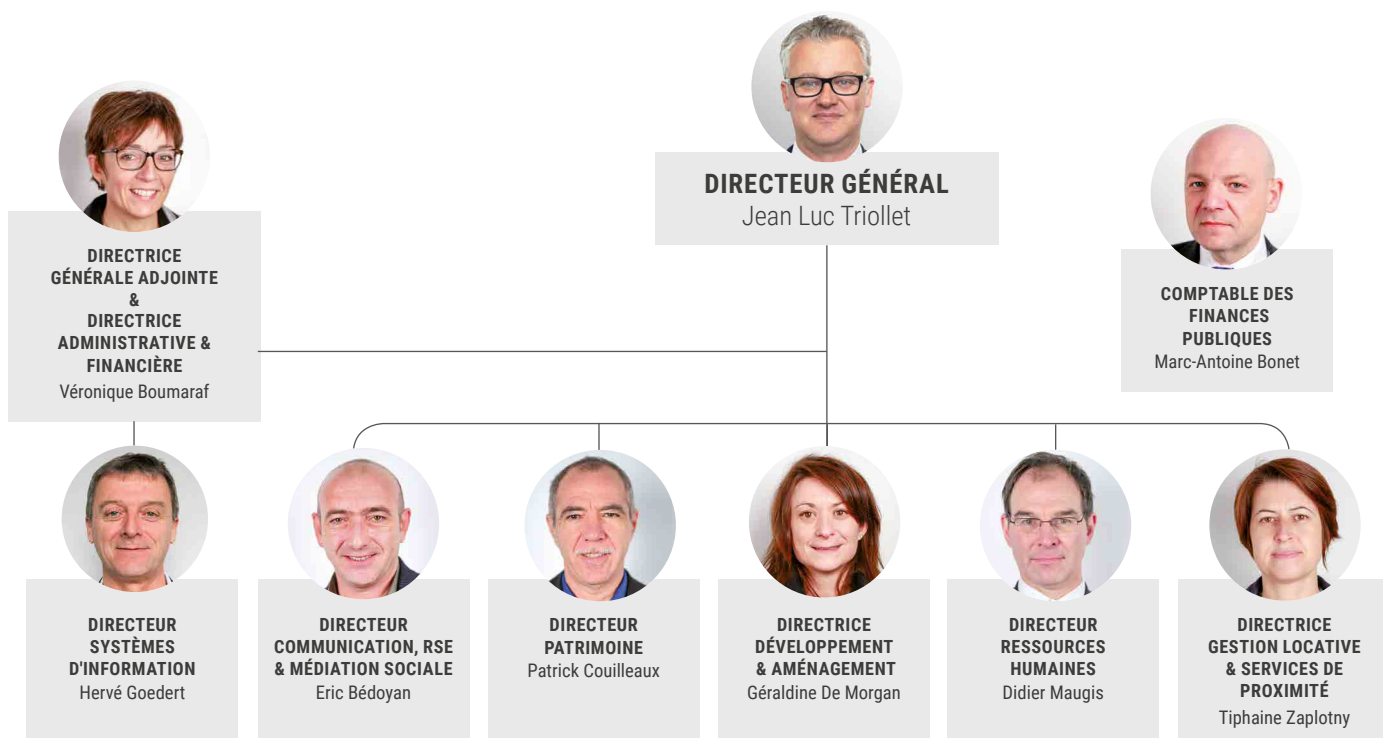 DIRECTEUR GÉNÉRAL
Jean Luc Triollet
DIRECTRICE
GÉNÉRALE ADJOINTE
&
DIRECTRICE
ADMINISTRATIVE &
FINANCIÈRE
Véronique Boumaraf
COMPTABLE DES
FINANCES
PUBLIQUES
Marc-Antoine Bonet
DIRECTEUR
SYSTÈMES
D'INFORMATION
Hervé Goedert
DIRECTEUR
COMMUNICATION, RSE
& MÉDIATION SOCIALE
Eric Bédoyan
DIRECTEUR
PATRIMOINE
Patrick Couilleaux
DIRECTRICE
DÉVELOPPEMENT
& AMÉNAGEMENT
Géraldine De Morgan
DIRECTEUR
RESSOURCES
HUMAINES
Didier Maugis
DIRECTRICE
GESTION LOCATIVE
& SERVICES DE
PROXIMITÉ
Tiphaine Zaplotny